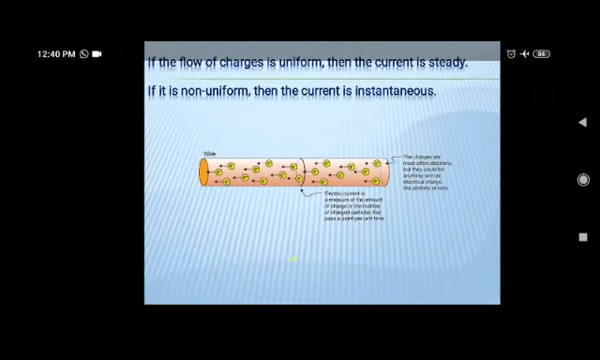 12:40 PM
84
If the flow of charges is uniform, then the current is steady.
If it is non-uniform, then the current is instantaneous.
Wire
The charges are
most often electrons,
but they could be
anything with an
electrical charge,
like protons or ions.
Electric current is
a measure of the amount
of charge or the number
of charged particles that
pass a point per unit time.